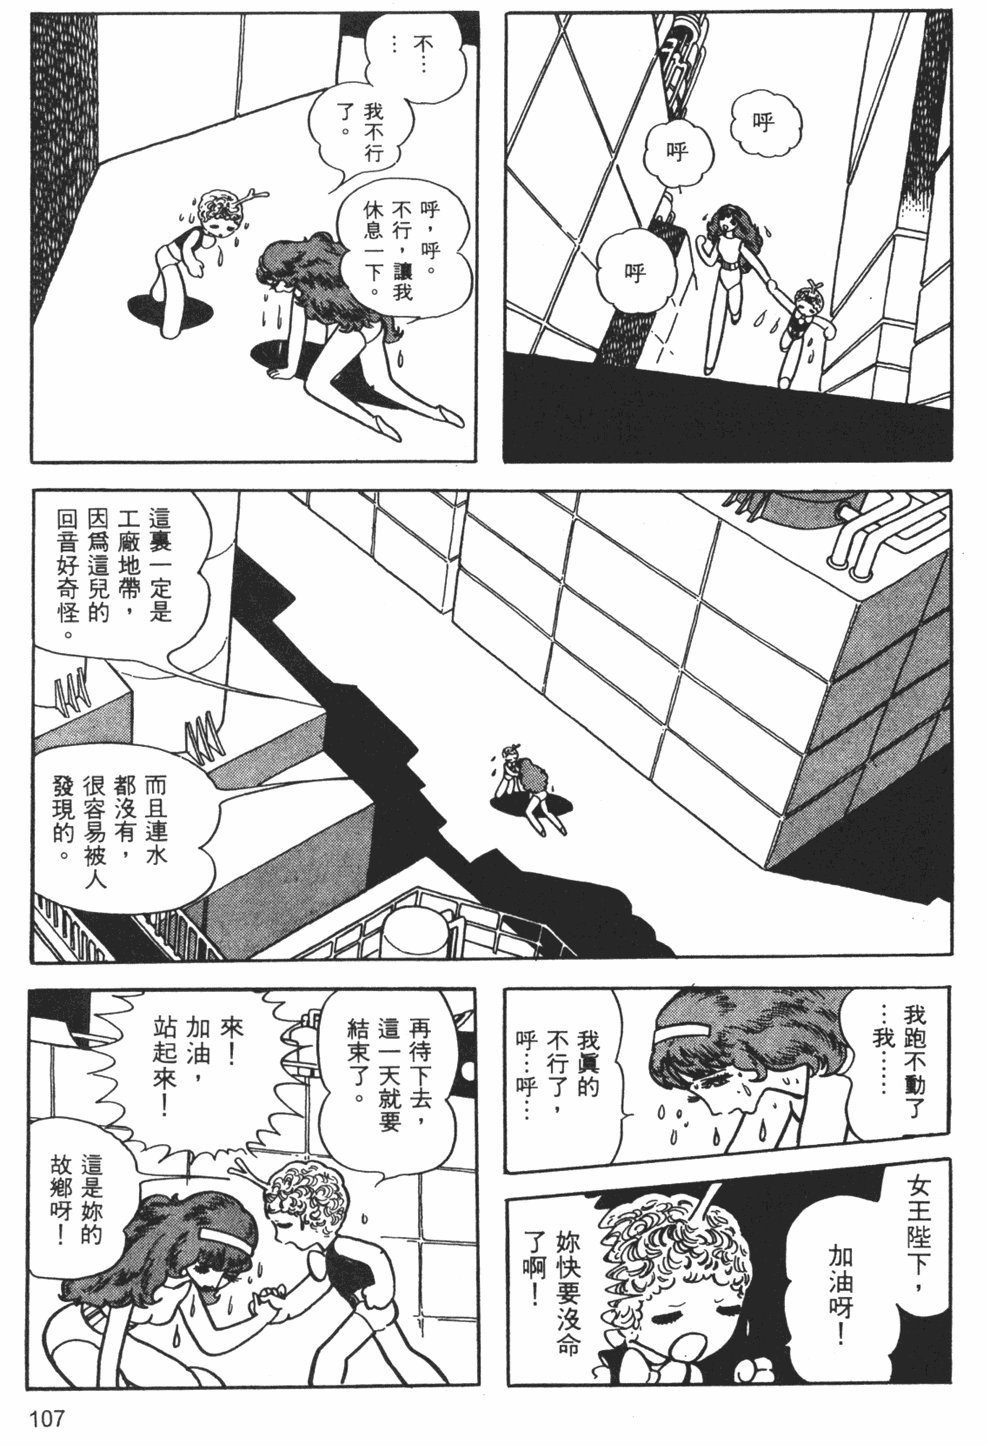 呼
呼
呼
不…
…
我不行
了。
呼，呼。
不行，讓我
休息一下。
這裏一定是
工廠地帶，
因爲這兒的
回音好奇怪。
而且連水
都沒有，
很容易被人
發現的。
我跑不動了
…我……
我眞的
不行了，
呼…呼…
女王陛下，
加油呀！
妳快要沒命
了啊！
再待下去，
這一天就要
結束了。
來！
加油，
站起來！
這是妳的
故鄉呀！
107